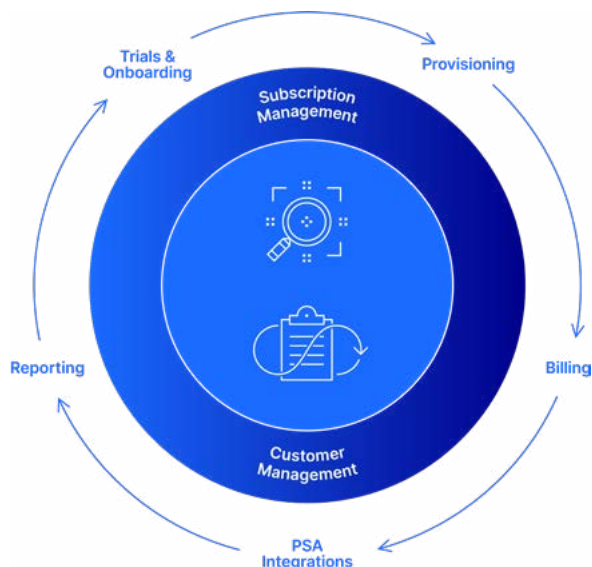 Trials &
Onboarding
Provisioning
Subscription
Management
Reporting
Billing
Customer
Management
PSA
Integrations